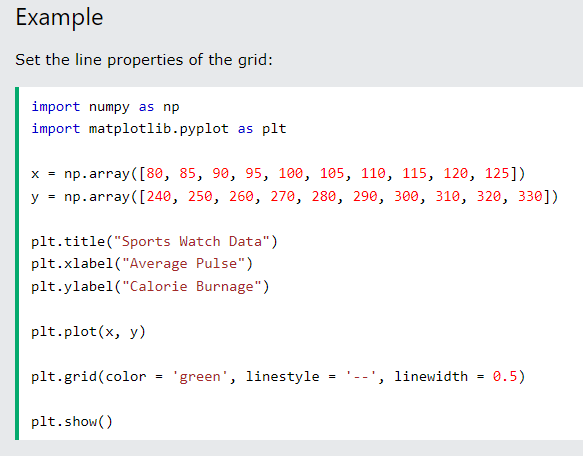 Example
Set the line properties of the grid:
import numpy as np
import matplotlib.pyplot as plt
x = np.array([80, 85, 90, 95, 100, 105, 110, 115, 120, 125])
y = np.array([240, 250, 260, 270, 280, 290, 300, 310, 320, 330])
plt.title("Sports Watch Data")
plt.xlabel("Average Pulse")
plt.ylabel("Calorie Burnage")
plt.plot(x, y)
plt.grid(color = 'green', linestyle = '--', linewidth = 0.5)
plt.show()